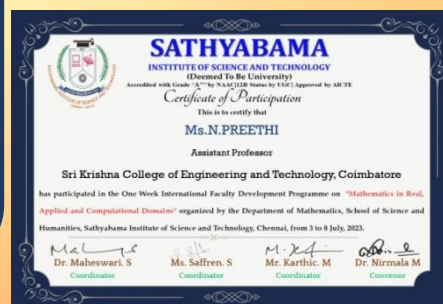 SATHYABAMA
INSTITUTE OF SCIENCE AND TECHNOLOGY
(Deemed To Be University)
Accredited with Grade "A++" by NAAC|12B Status by UGC| Approved by AICTE
Certificate of Participation
This is to certify that
Ms.N.PREETHI
Assistant Professor
Sri Krishna College of Engineering and Technology, Coimbatore
has participated in the One Week International Faculty Development Programme on "Mathematics in Real,
Applied and Computational Domains" organized by the Department of Mathematics, School of Science and
Humanities, Sathyabama Institute of Science and Technology, Chennai, from 3 to 8 July, 2023.
Dr. Maheswari. S Ms. Saffren. S Mr. Karthic. M Dr. Nirmala M
Coordinator Coordinator Coordinator Convenor